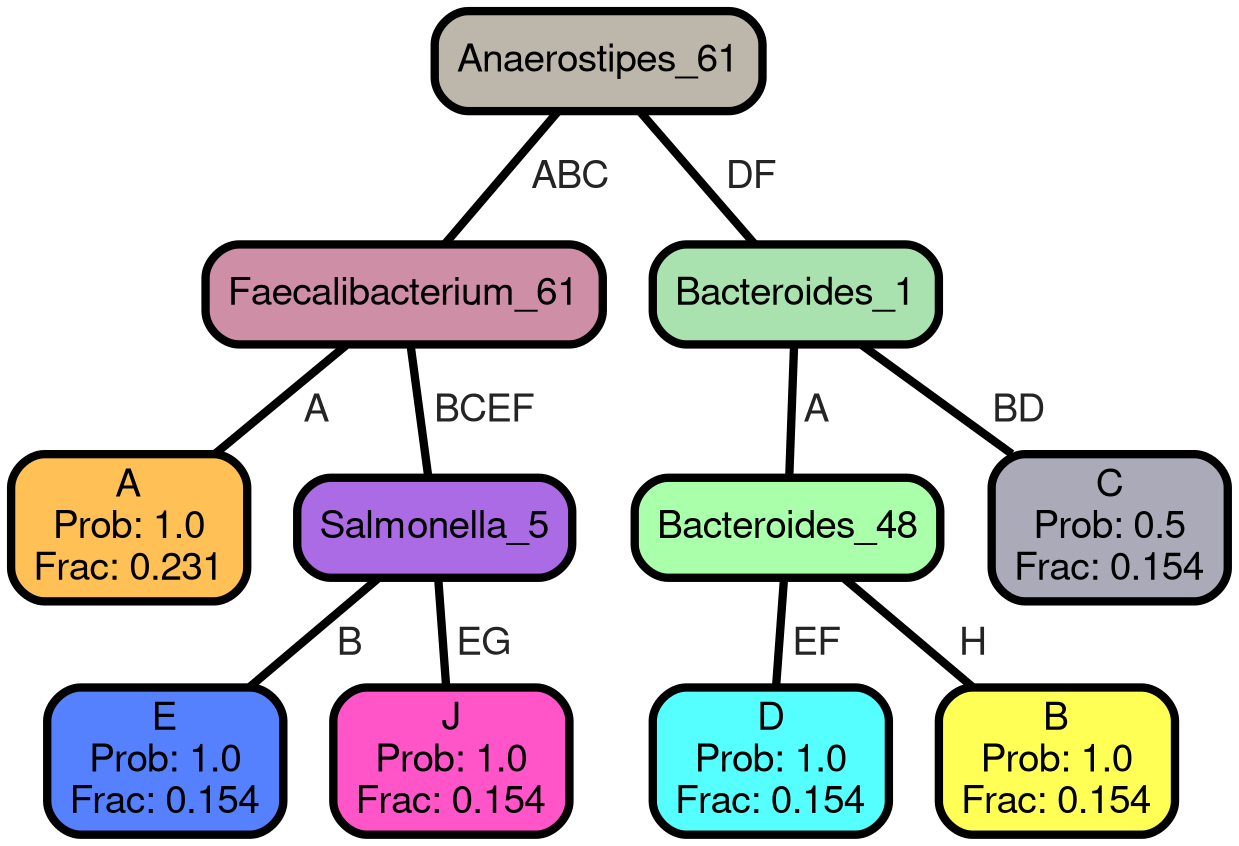 Anaerostipes_61
ABC
DF
Faecalibacterium_61
Bacteroides_1
A
BCEF
A
BD
A
Prob: 1.0
Frac: 0.231
Salmonella_5
Bacteroides_48
C
Prob: 0.5
Frac: 0.154
B
EG
EF
H
E
Prob: 1.0
Frac: 0.154
J
Prob: 1.0
Frac: 0.154
D
Prob: 1.0
Frac: 0.154
B
Prob: 1.0
Frac: 0.154